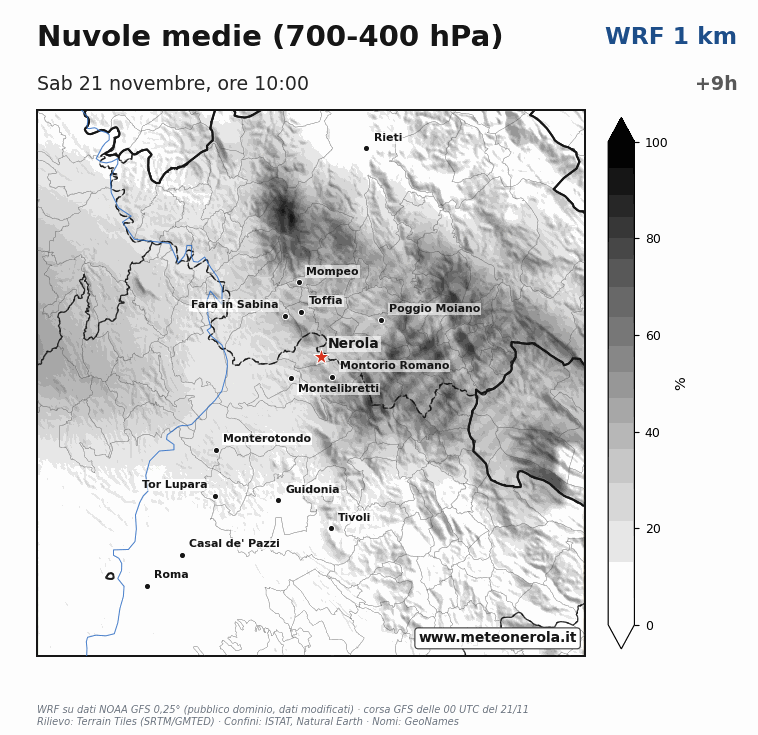 Nuvole medie (700-400 hPa)
WRF 1 km
Sab 21 novembre, ore 10:00
+9h
Rieti
Mompeo
Toffia
Fara in Sabina
Poggio Moiano
Nerola
Montorio Romano
Montelibretti
Monterotondo
Tor Lupara
Guidonia
Tivoli
Casal de' Pazzi
Roma
www.meteonerola.it
100
80
60
40
20
0
%
WRF su dati NOAA GFS 0,25° (pubblico dominio, dati modificati) · corsa GFS delle 00 UTC del 21/11
Rilievo: Terrain Tiles (SRTM/GMTED) · Confini: ISTAT, Natural Earth · Nomi: GeoNames